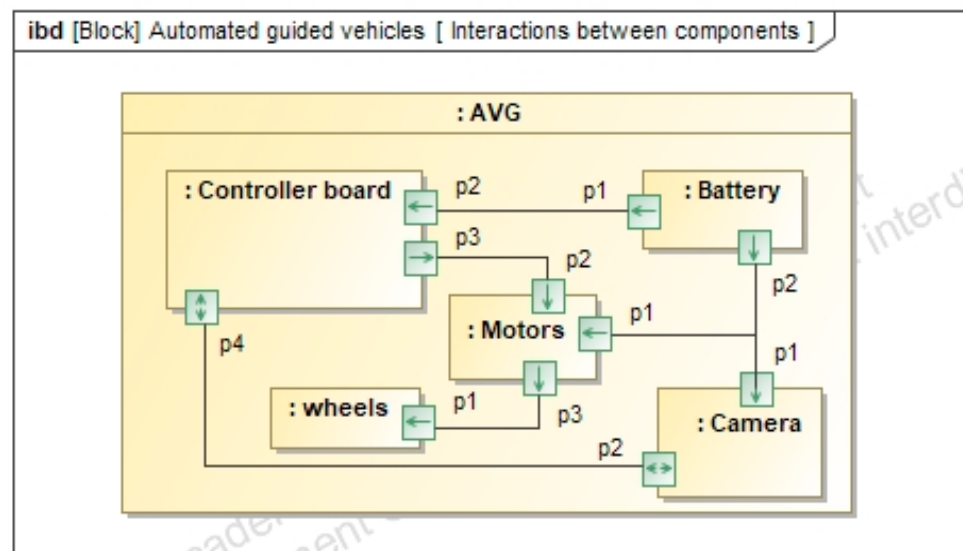 ibd [Block] Automated guided vehicles [ Interactions between components ]
: AVG
: Controller board
p2
p1
: Battery
p3
p2
p2
: Motors
p1
p4
p1
: wheels
p1
p3
: Camera
p2
interdi